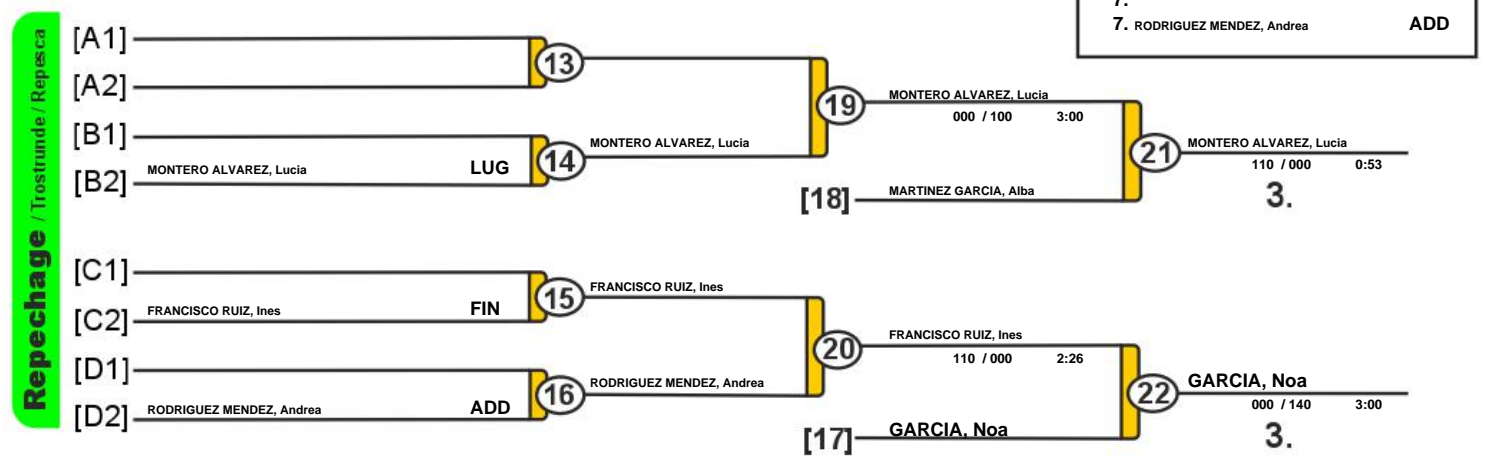 7.
7. RODRIGUEZ MENDEZ, Andrea ADD
Repechage / Trostrunde / Repesca
[A1]
13
[A2]
19
MONTERO ALVAREZ, Lucia
000 / 100 3:00
[B1]
14
MONTERO ALVAREZ, Lucia
[B2] MONTERO ALVAREZ, Lucia LUG
21
MONTERO ALVAREZ, Lucia
110 / 000 0:53
3.
[18] MARTINEZ GARCIA, Alba
[C1]
15
FRANCISCO RUIZ, Ines
[C2] FRANCISCO RUIZ, Ines FIN
20
FRANCISCO RUIZ, Ines
110 / 000 2:26
[D1]
16
RODRIGUEZ MENDEZ, Andrea
[D2] RODRIGUEZ MENDEZ, Andrea ADD
22
GARCIA, Noa
000 / 140 3:00
3.
[17] GARCIA, Noa